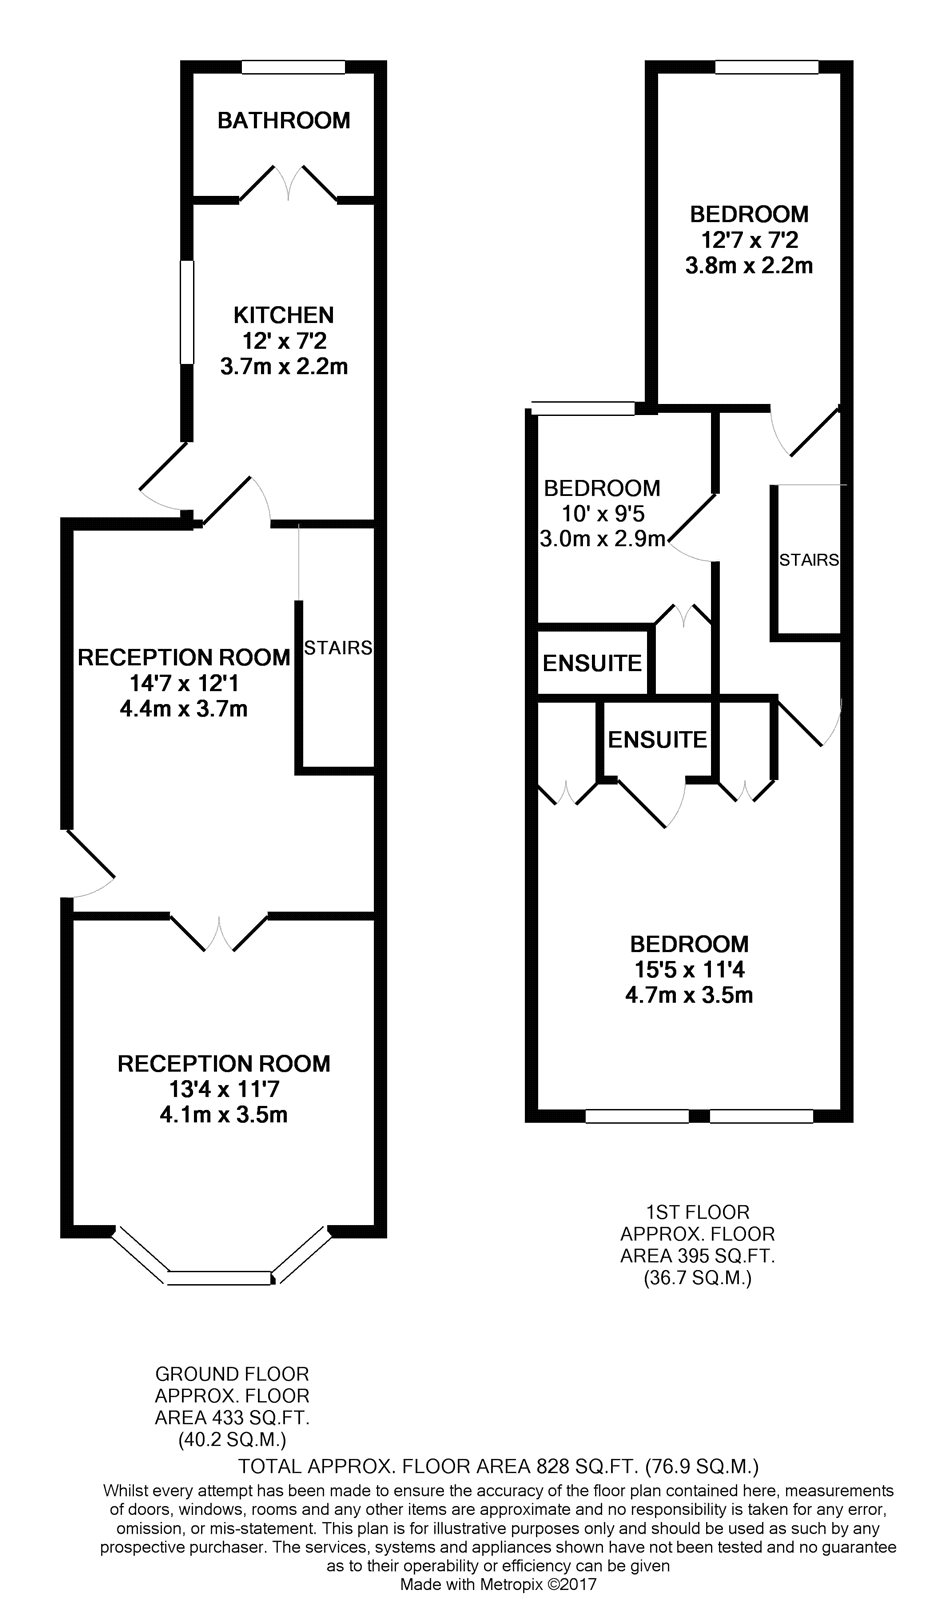 BATHROOM
KITCHEN
12' x 7'2
3.7m x 2.2m
RECEPTION ROOM
14'7 x 12'1
4.4m x 3.7m
STAIRS
RECEPTION ROOM
13'4 x 11'7
4.1m x 3.5m
GROUND FLOOR
APPROX. FLOOR
AREA 433 SQ.FT.
(40.2 SQ.M.)
BEDROOM
12'7 x 7'2
3.8m x 2.2m
BEDROOM
10' x 9'5
3.0m x 2.9m
STAIRS
ENSUITE
ENSUITE
BEDROOM
15'5 x 11'4
4.7m x 3.5m
1ST FLOOR
APPROX. FLOOR
AREA 395 SQ.FT.
(36.7 SQ.M.)
TOTAL APPROX. FLOOR AREA 828 SQ.FT. (76.9 SQ.M.)
Whilst every attempt has been made to ensure the accuracy of the floor plan contained here, measurements
of doors, windows, rooms and any other items are approximate and no responsibility is taken for any error,
omission, or mis-statement. This plan is for illustrative purposes only and should be used as such by any
prospective purchaser. The services, systems and appliances shown have not been tested and no guarantee
as to their operability or efficiency can be given
Made with Metropix ©2017